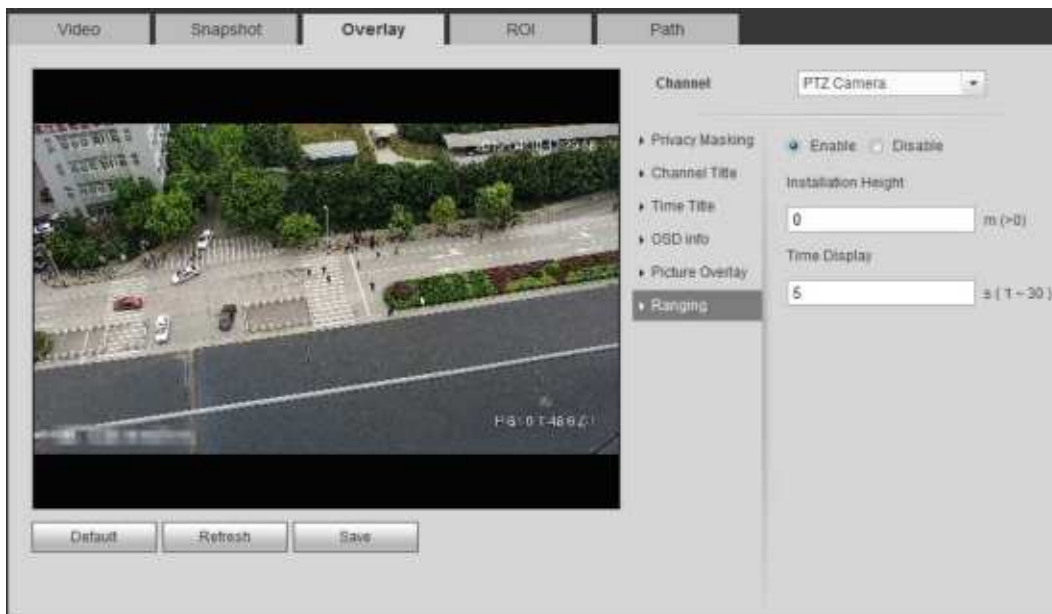 Video Snapshot Overlay ROI Path
Channel PTZ Camera
Privacy Masking
Channel Title
Time Title
OSD info
Picture Overlay
Ranging
Enable Disable
Installation Height
0 m (>0)
Time Display
5 s ( 1 ~ 30 )
Default Refresh Save